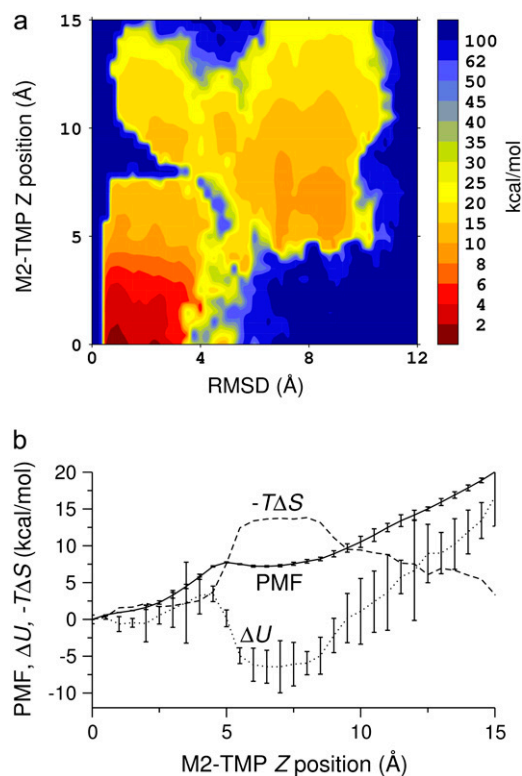 a
15
10
5
0
M2-TMP Z position (Å)
0 4 8 12
RMSD (Å)
100
62
50
45
40
35
30
25
20
15
10
8
6
4
2
kcal/mol
b
20
15
10
5
0
-5
-10
PMF, ΔU, -TΔS (kcal/mol)
-TΔS
PMF
ΔU
0 5 10 15
M2-TMP Z position (Å)